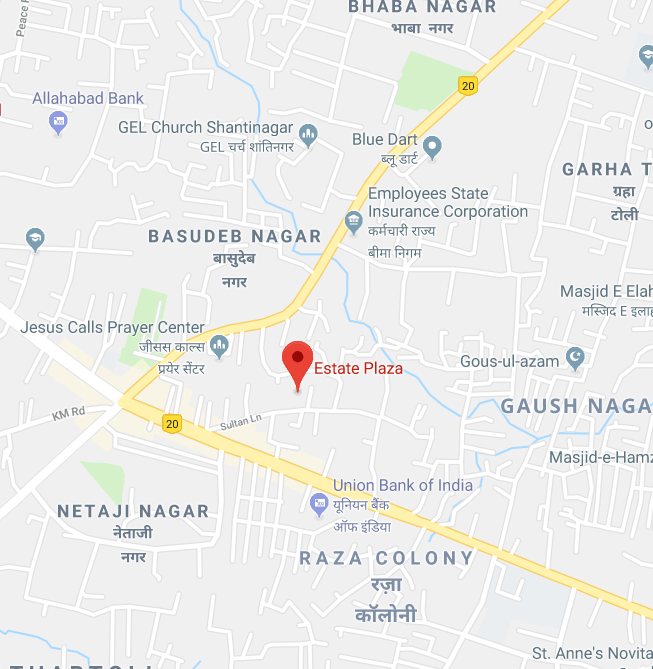 BHABA NAGAR
भाबा नगर
Peace R
20
Allahabad Bank
GEL Church Shantinagar
GEL चर्च शांतिनगर
Blue Dart
ब्लू डार्ट
GARHA T
ग्रहा
टोली
Employees State
Insurance Corporation
कर्मचारी राज्य
बीमा निगम
BASUDEB NAGAR
बासुदेब
नगर
Masjid E Elah
मस्जिद E इलाह
Jesus Calls Prayer Center
जीसस काल्स
प्रयेर सेंटर
Estate Plaza
Gous-ul-azam
GAUSH NAGA
KM Rd
20
Sultan Ln
Masjid-e-Hamz
Union Bank of India
यूनियन बैंक
ऑफ इंडिया
NETAJI NAGAR
नेताजी
नगर
RAZA COLONY
रज़ा
कॉलोनी
St. Anne's Novita